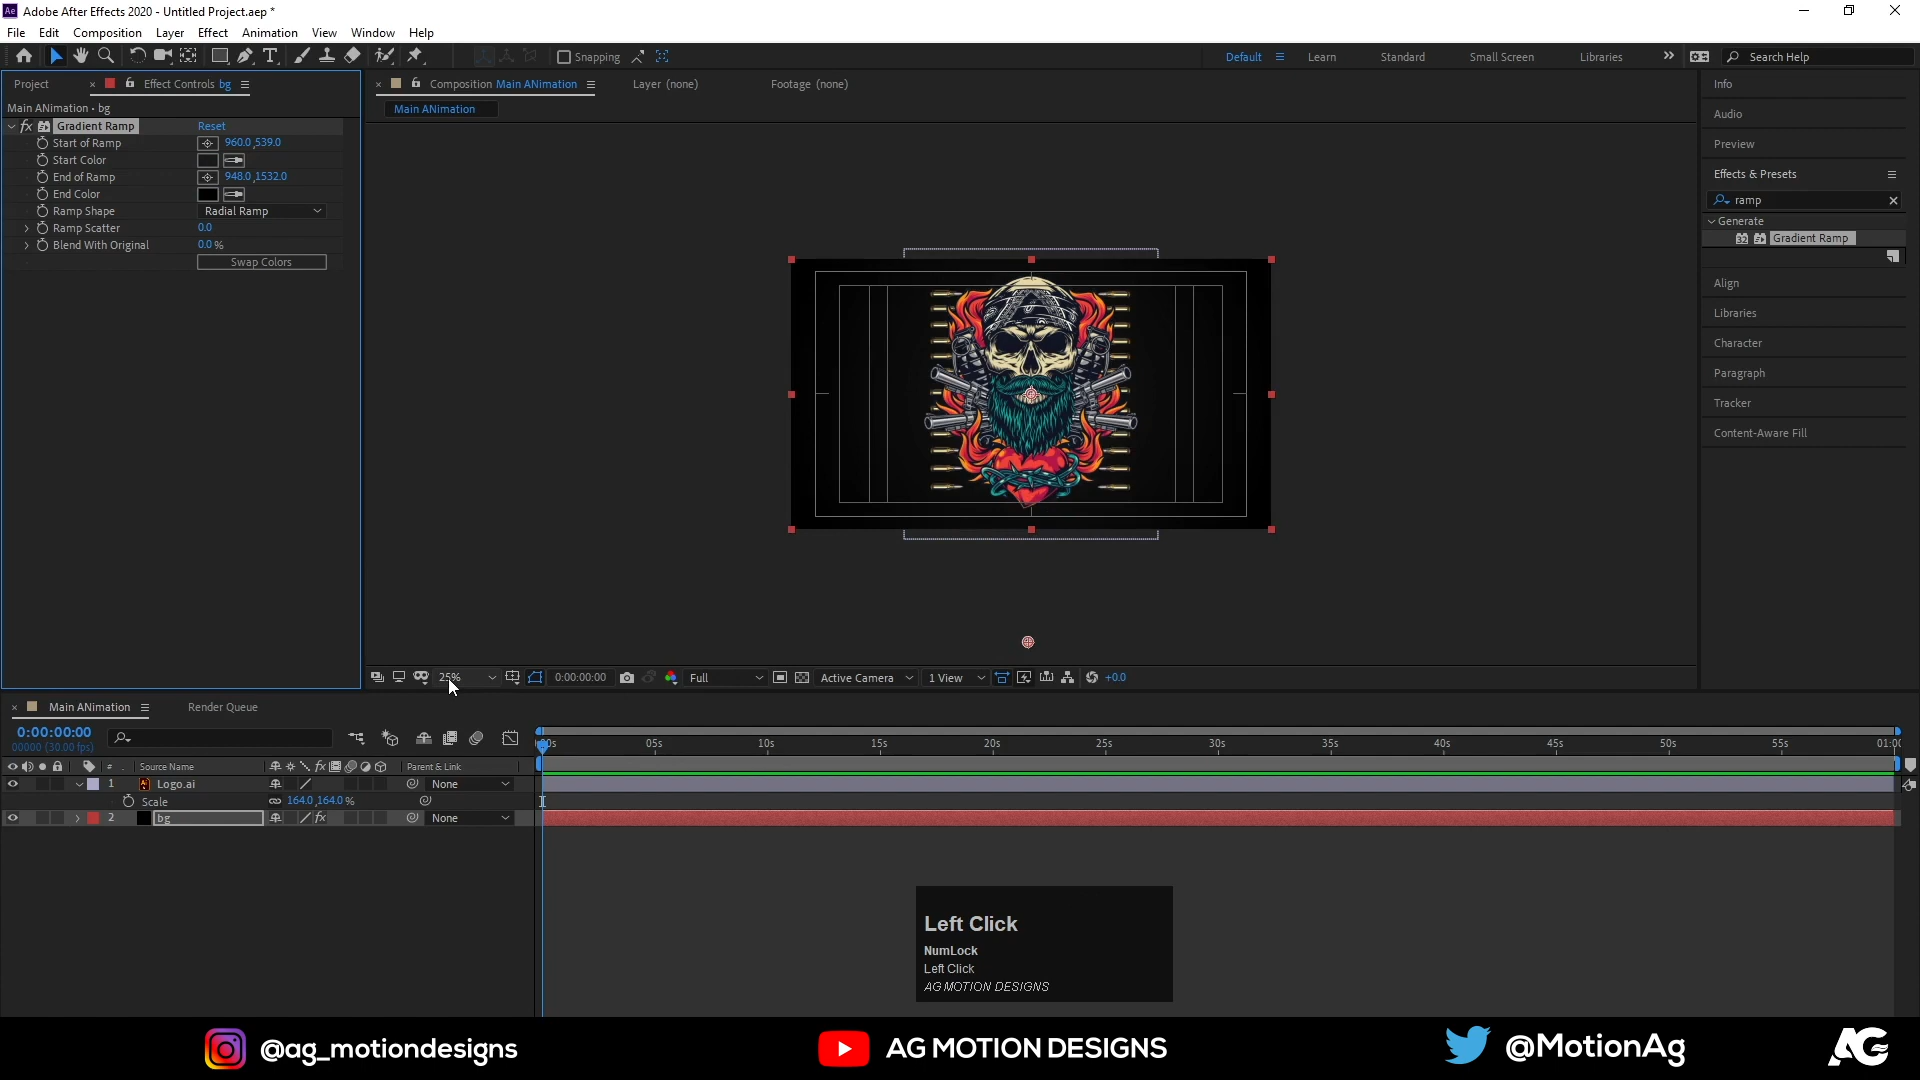 Adobe After Effects 2020 - Untitled Project.aep *
File Edit Composition Layer Effect Animation View Window Help
Snapping
Default Learn Standard Small Screen Libraries Search Help
Project Effect Controls bg
Main ANimation • bg
Gradient Ramp Reset
Start of Ramp 960.0,539.0
Start Color
End of Ramp 948.0,1532.0
End Color
Ramp Shape Radial Ramp
Ramp Scatter 0.0
Blend With Original 0.0 %
Swap Colors
Composition Main ANimation Layer (none) Footage (none)
Main ANimation
25% 0:00:00:00 Full Active Camera 1 View +0.0
Info
Audio
Preview
Effects & Presets
ramp
Generate
32 Gradient Ramp
Align
Libraries
Character
Paragraph
Tracker
Content-Aware Fill
Main ANimation Render Queue
0:00:00:00
00000 (30.00 fps)
05s 10s 15s 20s 25s 30s 35s 40s 45s 50s 55s
# Source Name Parent & Link
1 Logo.ai None
Scale 164.0,164.0 %
2 bg None
Left Click
NumLock
Left Click
AG MOTION DESIGNS
@ag_motiondesigns AG MOTION DESIGNS @MotionAg AG